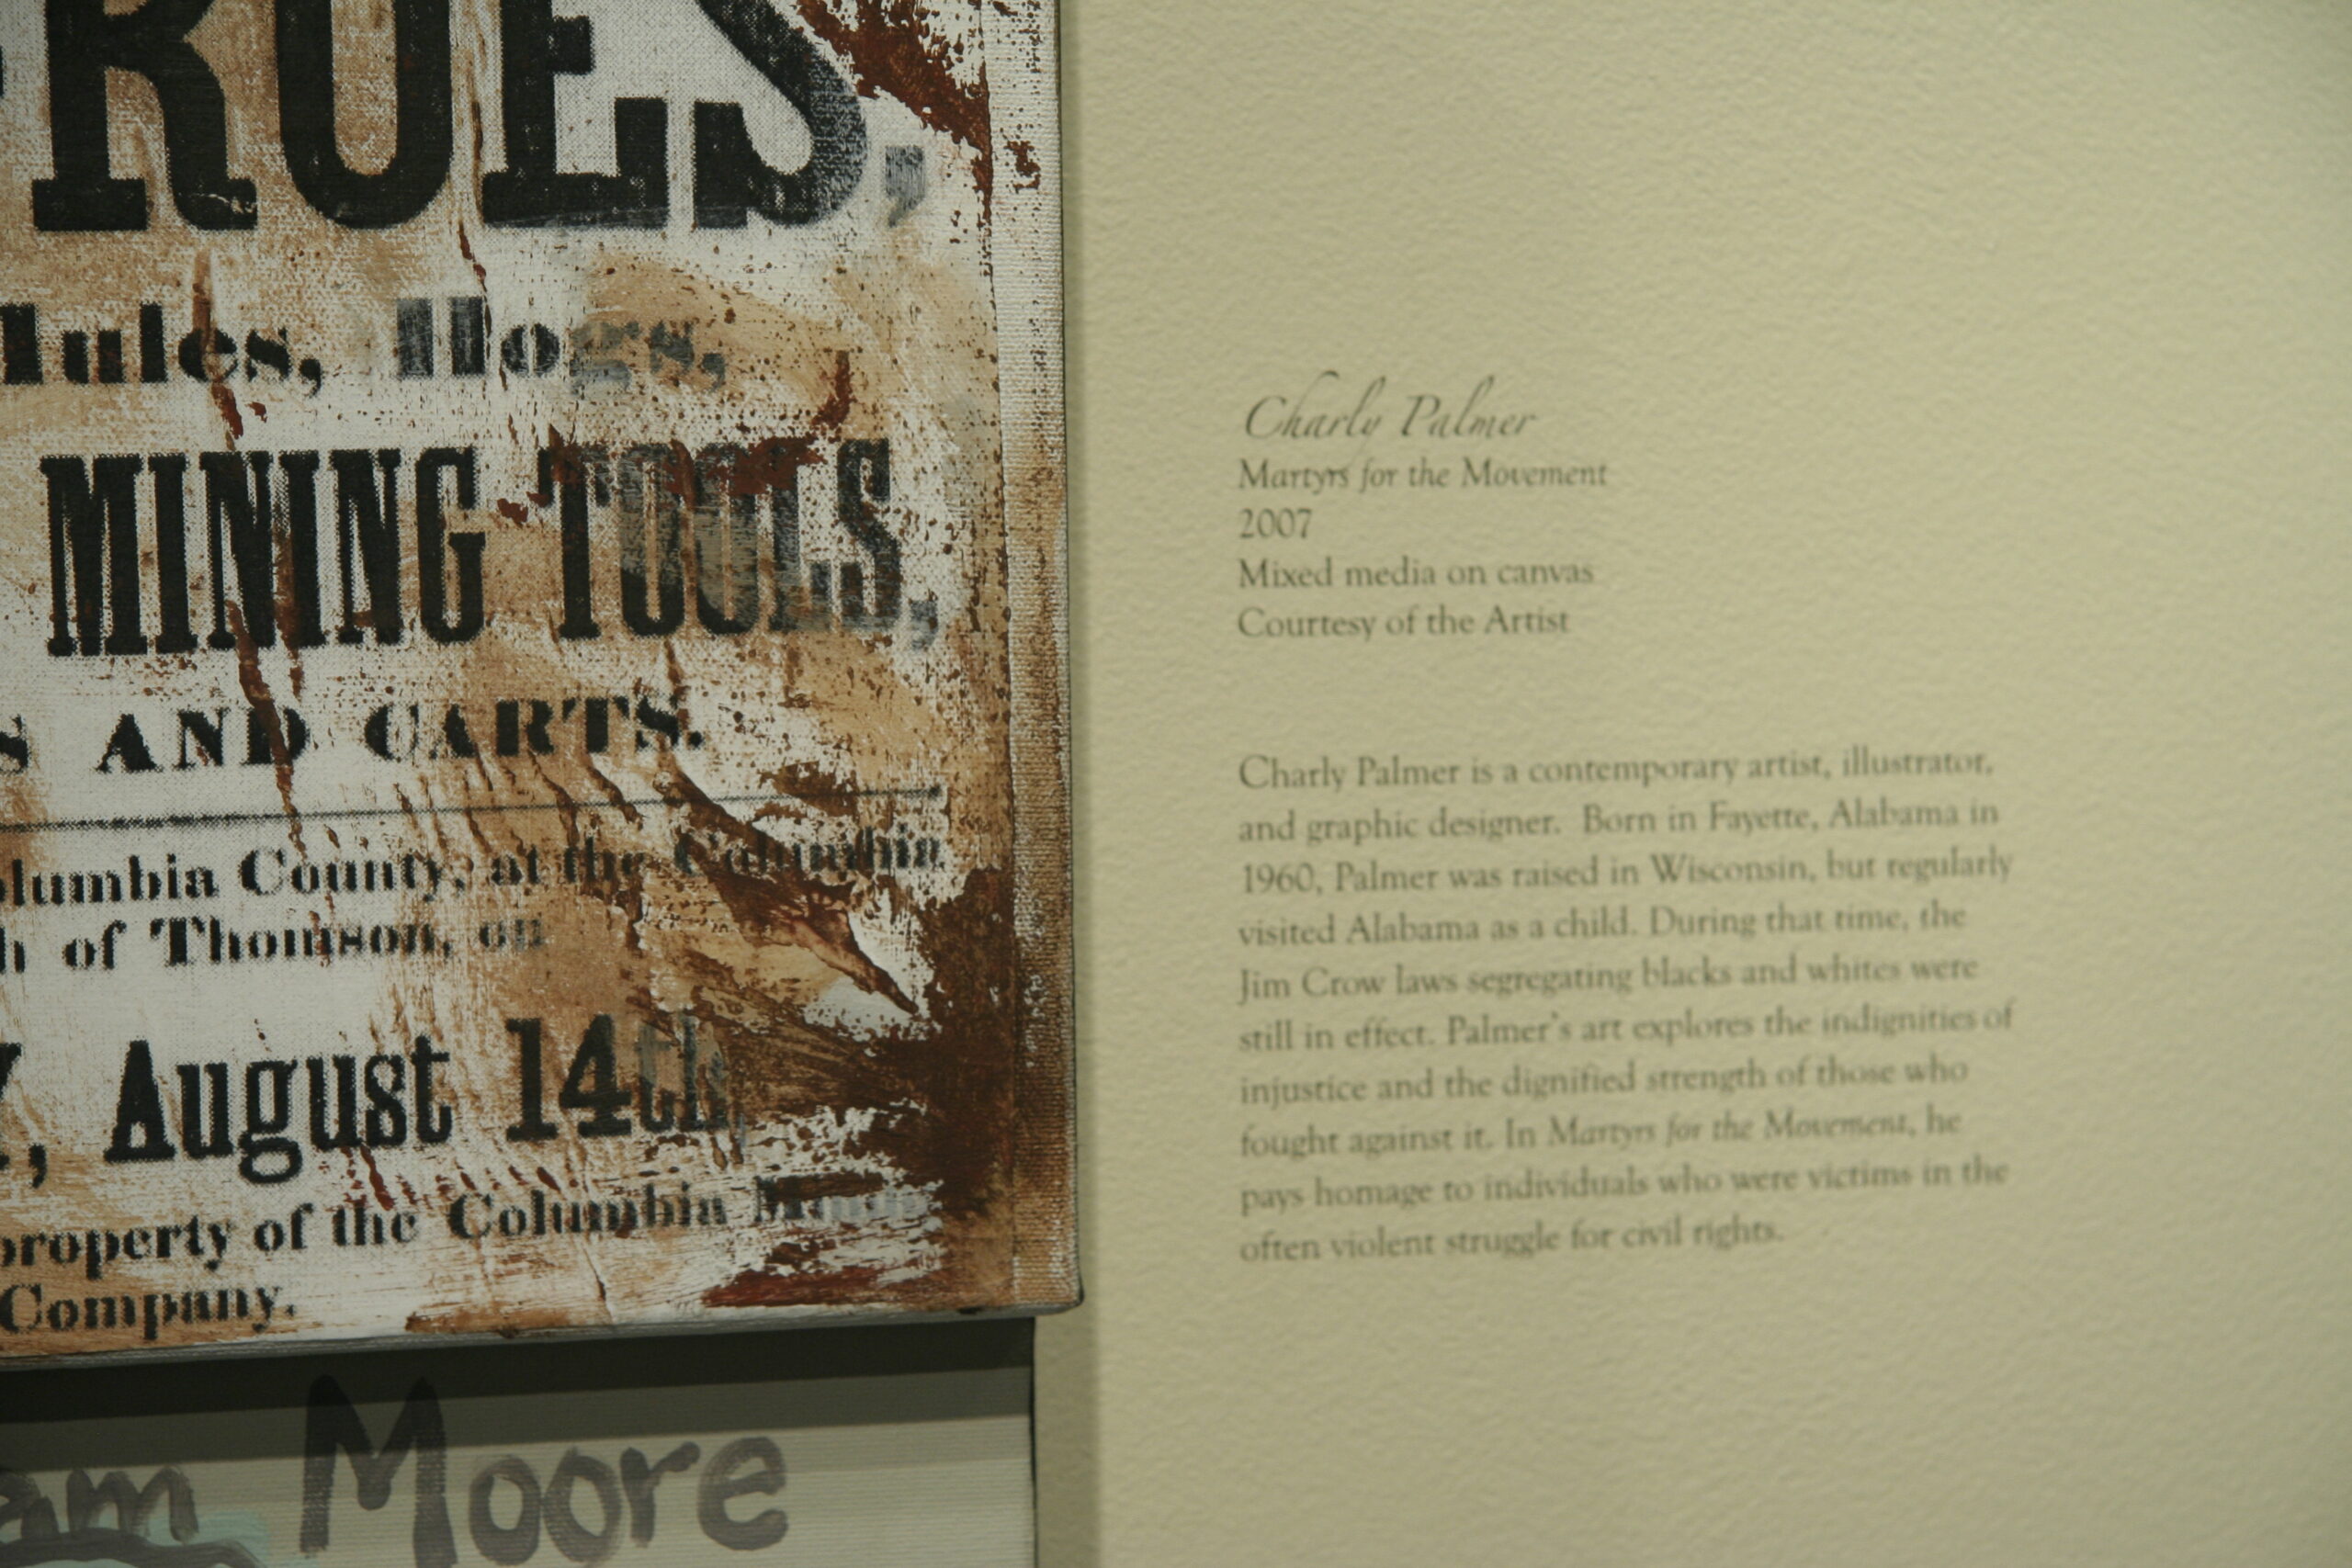 ROES,
lules, Hogs,
MINING TOOLS,
S AND CARTS.
olumbia County, at the Columbia
h of Thomson, on
Y, August 14th,
property of the Columbia
Company.
am Moore
Charly Palmer
Martyrs for the Movement
2007
Mixed media on canvas
Courtesy of the Artist
Charly Palmer is a contemporary artist, illustrator,
and graphic designer. Born in Fayette, Alabama in
1960, Palmer was raised in Wisconsin, but regularly
visited Alabama as a child. During that time, the
Jim Crow laws segregating blacks and whites were
still in effect. Palmer's art explores the indignities of
injustice and the dignified strength of those who
fought against it. In Martyrs for the Movement, he
pays homage to individuals who were victims in the
often violent struggle for civil rights.